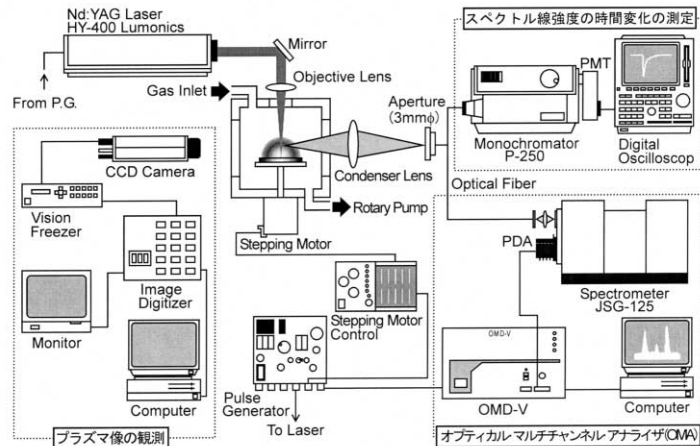 Nd:YAG Laser
HY-400 Lumonics
Mirror
スペクトル線強度の時間変化の測定
PMT
Objective Lens
From P.G.
Gas Inlet
Aperture
(3mmφ)
Monochromator
P-250
Digital
Oscilloscop
CCD Camera
Condenser Lens
Optical Fiber
Vision
Freezer
Rotary Pump
Stepping Motor
PDA
Image
Digitizer
Spectrometer
JSG-125
Monitor
Stepping Motor
Control
OMD-V
Computer
Pulse
Generator
OMD-V
Computer
To Laser
プラズマ像の観測
オプティカル マルチチャンネル アナライザ(OMA)